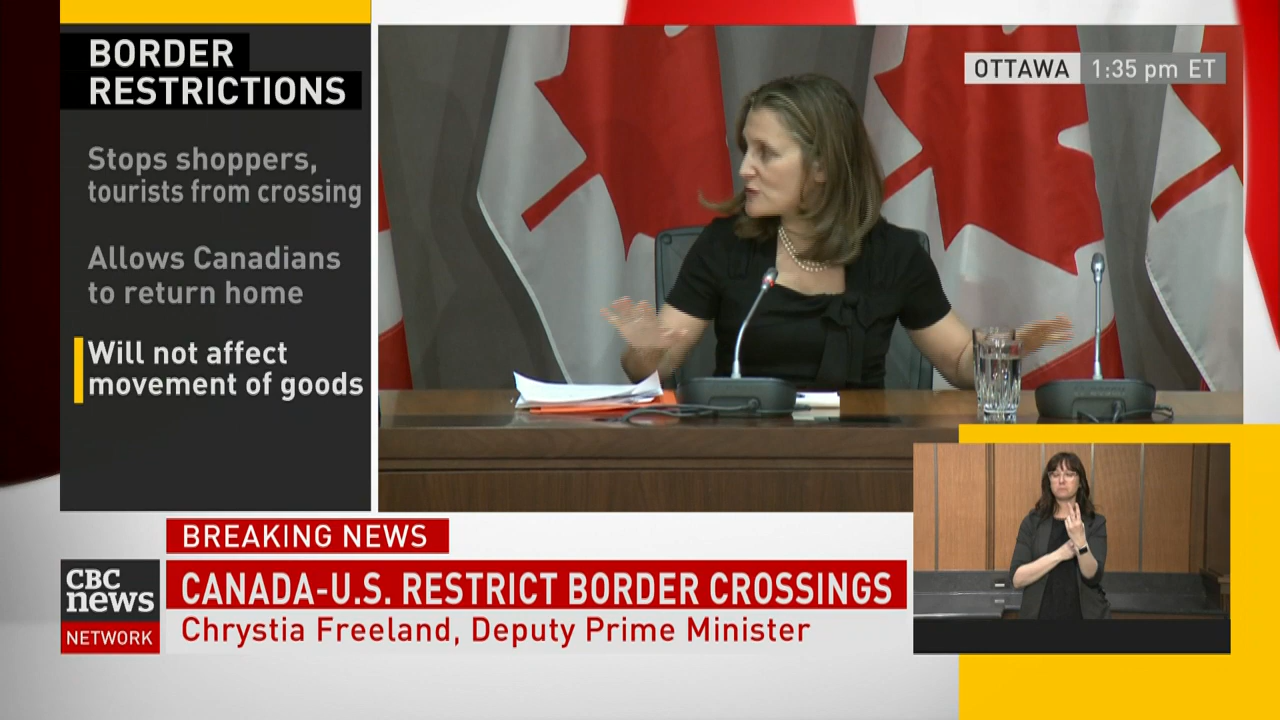 BORDER
RESTRICTIONS
Stops shoppers,
tourists from crossing
Allows Canadians
to return home
Will not affect
movement of goods
OTTAWA 1:35 pm ET
BREAKING NEWS
CANADA-U.S. RESTRICT BORDER CROSSINGS
Chrystia Freeland, Deputy Prime Minister
CBC
news
NETWORK